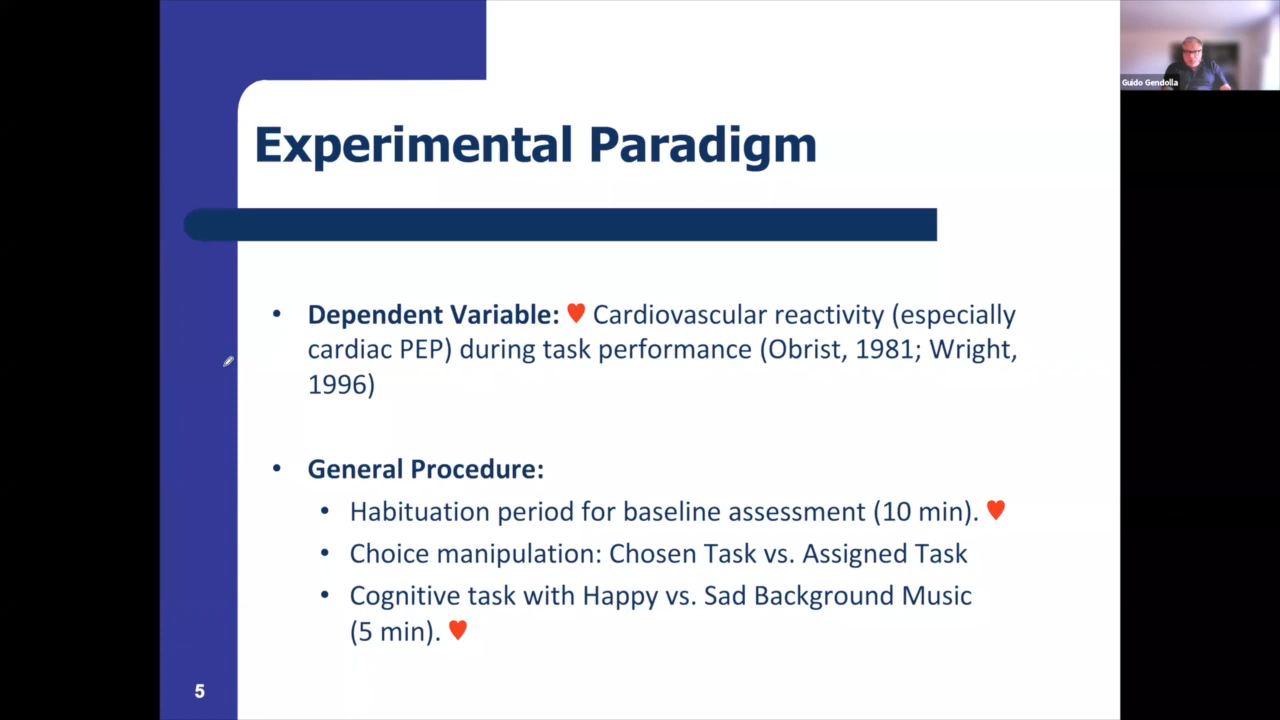 Guido Gendolla
Experimental Paradigm
• Dependent Variable: ♥ Cardiovascular reactivity (especially
cardiac PEP) during task performance (Obrist, 1981; Wright,
1996)
• General Procedure:
• Habituation period for baseline assessment (10 min). ♥
• Choice manipulation: Chosen Task vs. Assigned Task
• Cognitive task with Happy vs. Sad Background Music
(5 min). ♥
5